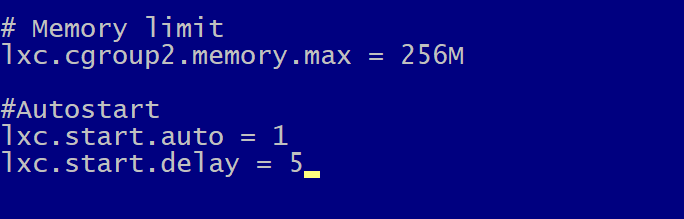 # Memory limit
lxc.cgroup2.memory.max = 256M
#Autostart
lxc.start.auto = 1
lxc.start.delay = 5